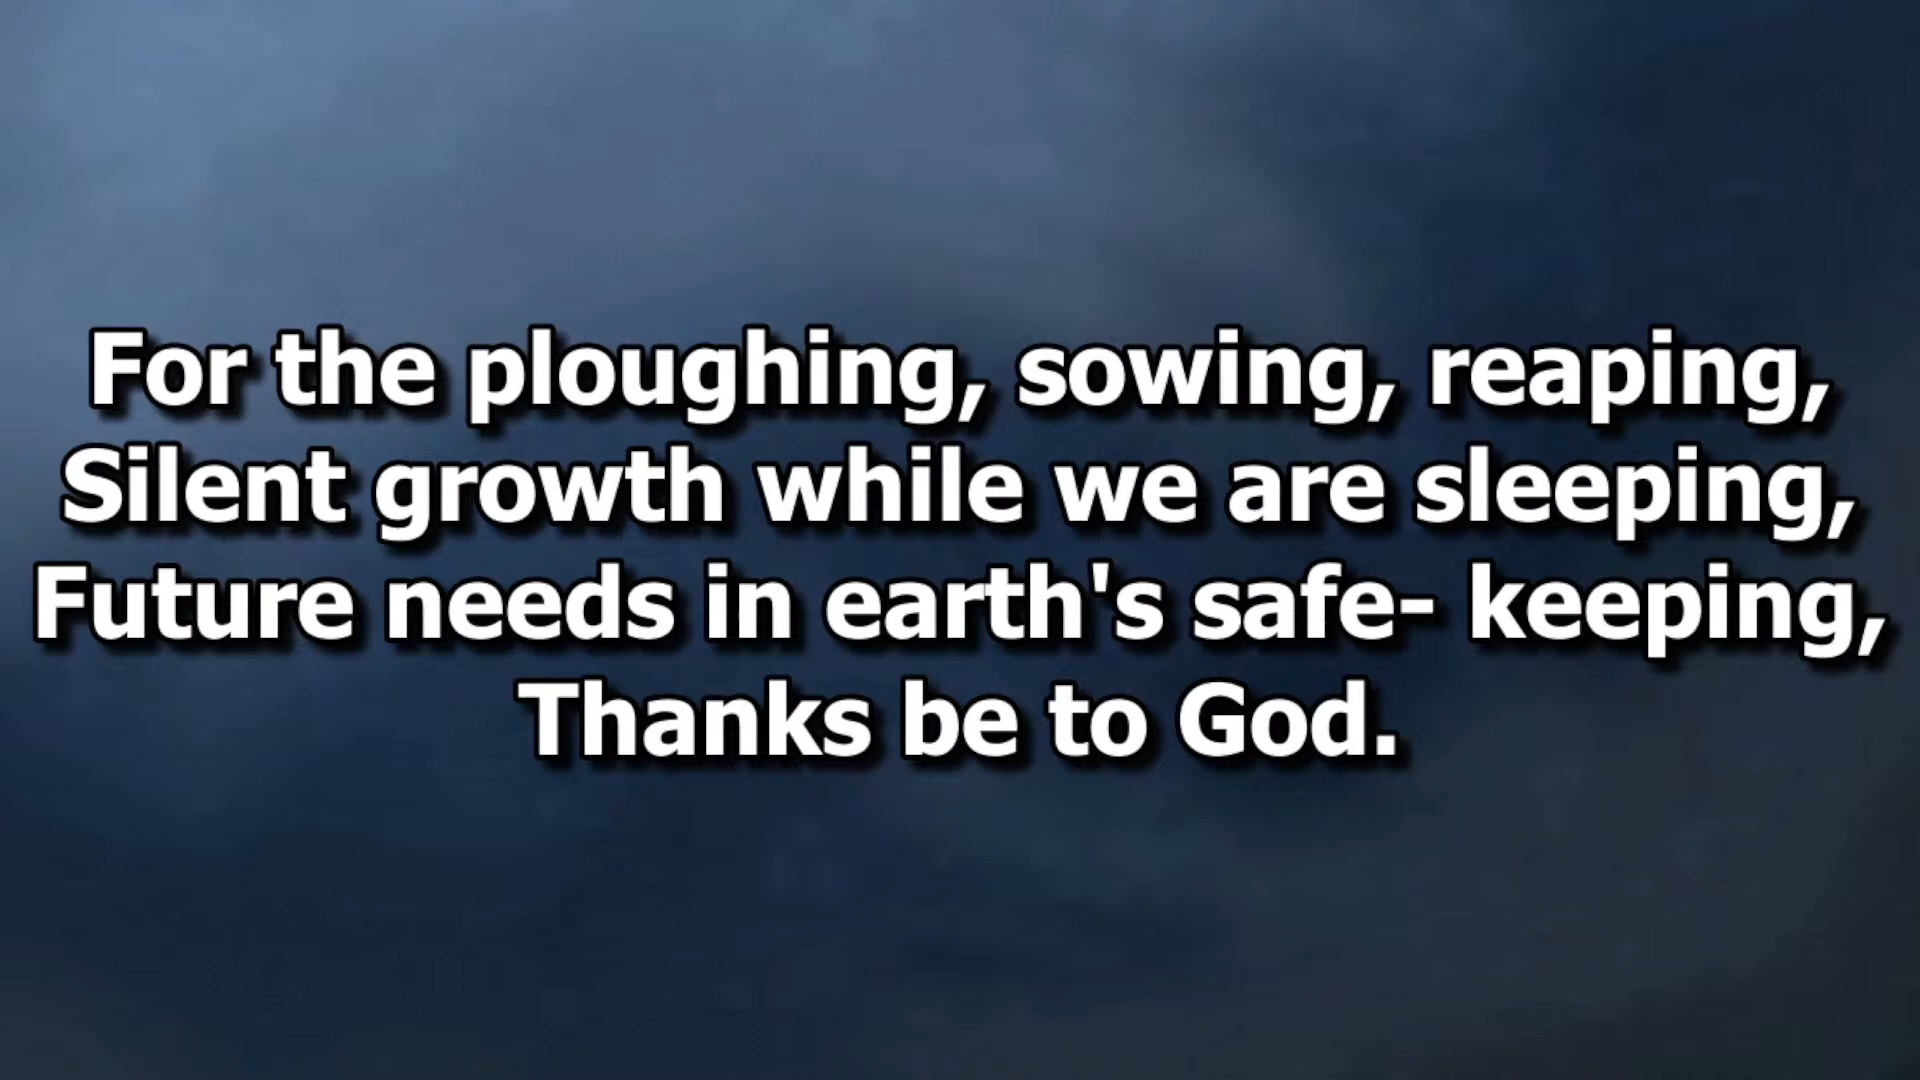 For the ploughing, sowing, reaping,
Silent growth while we are sleeping,
Future needs in earth's safe- keeping,
Thanks be to God.